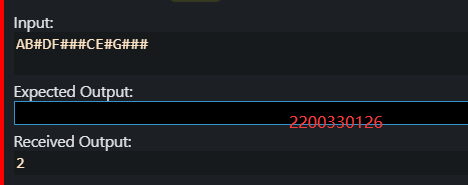 Input:
AB#DF###CE#G###
Expected Output:
2200330126
Received Output:
2